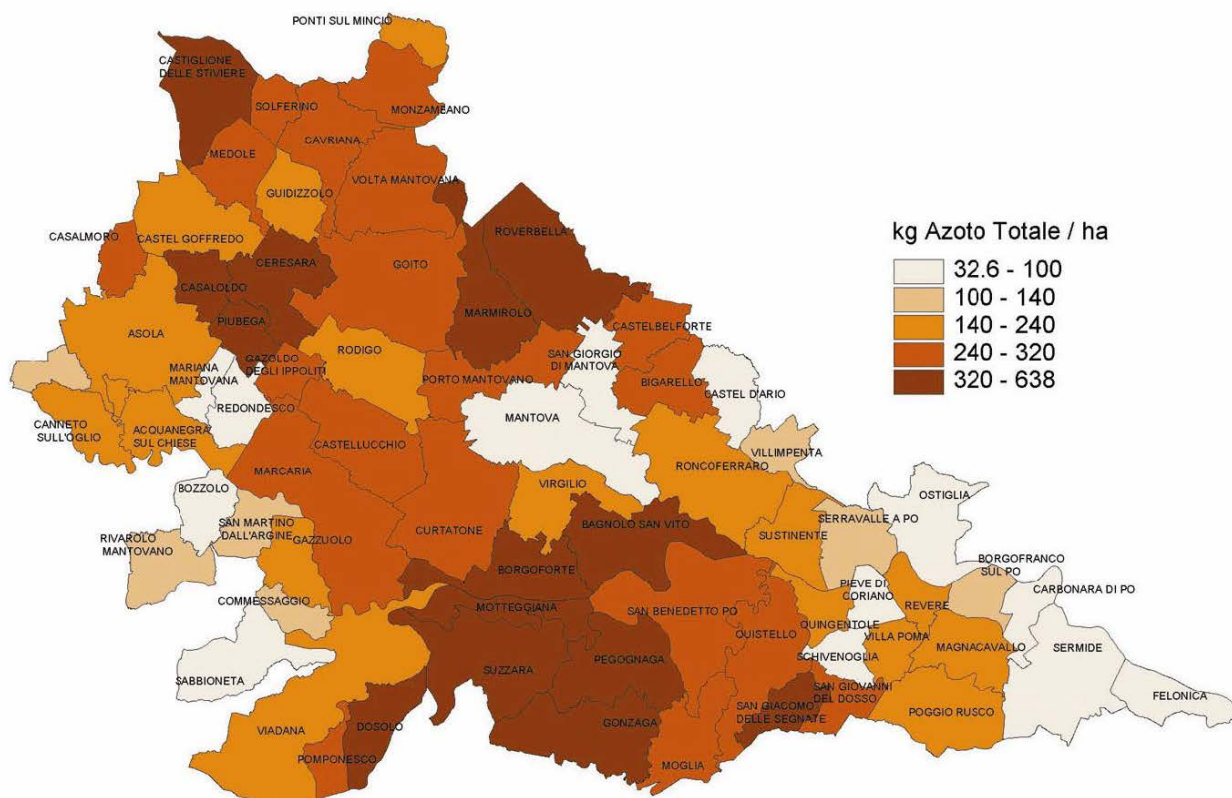 PONTI SUL MINCIO
CASTIGLIONE
DELLE STIVIERE
SOLFERINO
MONZAMBANO
CAVRIANA
MEDOLE
VOLTA MANTOVANA
GUIDIZZOLO
CASALMORO
CASTEL GOFFREDO
ROVERBELLA
CERESARA
GOITO
CASALOLDO
MARMIROLO
PIUBEGA
ASOLA
CASTELBELFORTE
RODIGO
SAN GIORGIO
DI MANTOVA
GAZOLDO
DEGLI IPPOLITI
MARIANA
MANTOVANA
PORTO MANTOVANO
BIGARELLO
CASTEL D'ARIO
REDONDESCO
MANTOVA
CANNETO
SULL'OGLIO
ACQUANEGRA
SUL CHIESE
CASTELLUCCHIO
VILLIMPENTA
RONCOFERRARO
MARCARIA
VIRGILIO
BOZZOLO
OSTIGLIA
SAN MARTINO
DALL'ARGINE
BAGNOLO SAN VITO
CURTATONE
SERRAVALLE A PO
SUSTINENTE
RIVAROLO
MANTOVANO
GAZZUOLO
BORGOFRANCO
SUL PO
BORGOFORTE
PIEVE DI
CORIANO
CARBONARA DI PO
COMMESSAGGIO
MOTTEGGIANA
SAN BENEDETTO PO
REVERE
QUINGENTOLE
QUISTELLO
VILLA POMA
MAGNACAVALLO
SERMIDE
SCHIVENOGLIA
PEGOGNAGA
SUZZARA
SABBIONETA
SAN GIOVANNI
DEL DOSSO
FELONICA
SAN GIACOMO
DELLE SEGNATE
POGGIO RUSCO
GONZAGA
DOSOLO
VIADANA
POMPONESCO
MOGLIA
kg Azoto Totale / ha
32.6 - 100
100 - 140
140 - 240
240 - 320
320 - 638